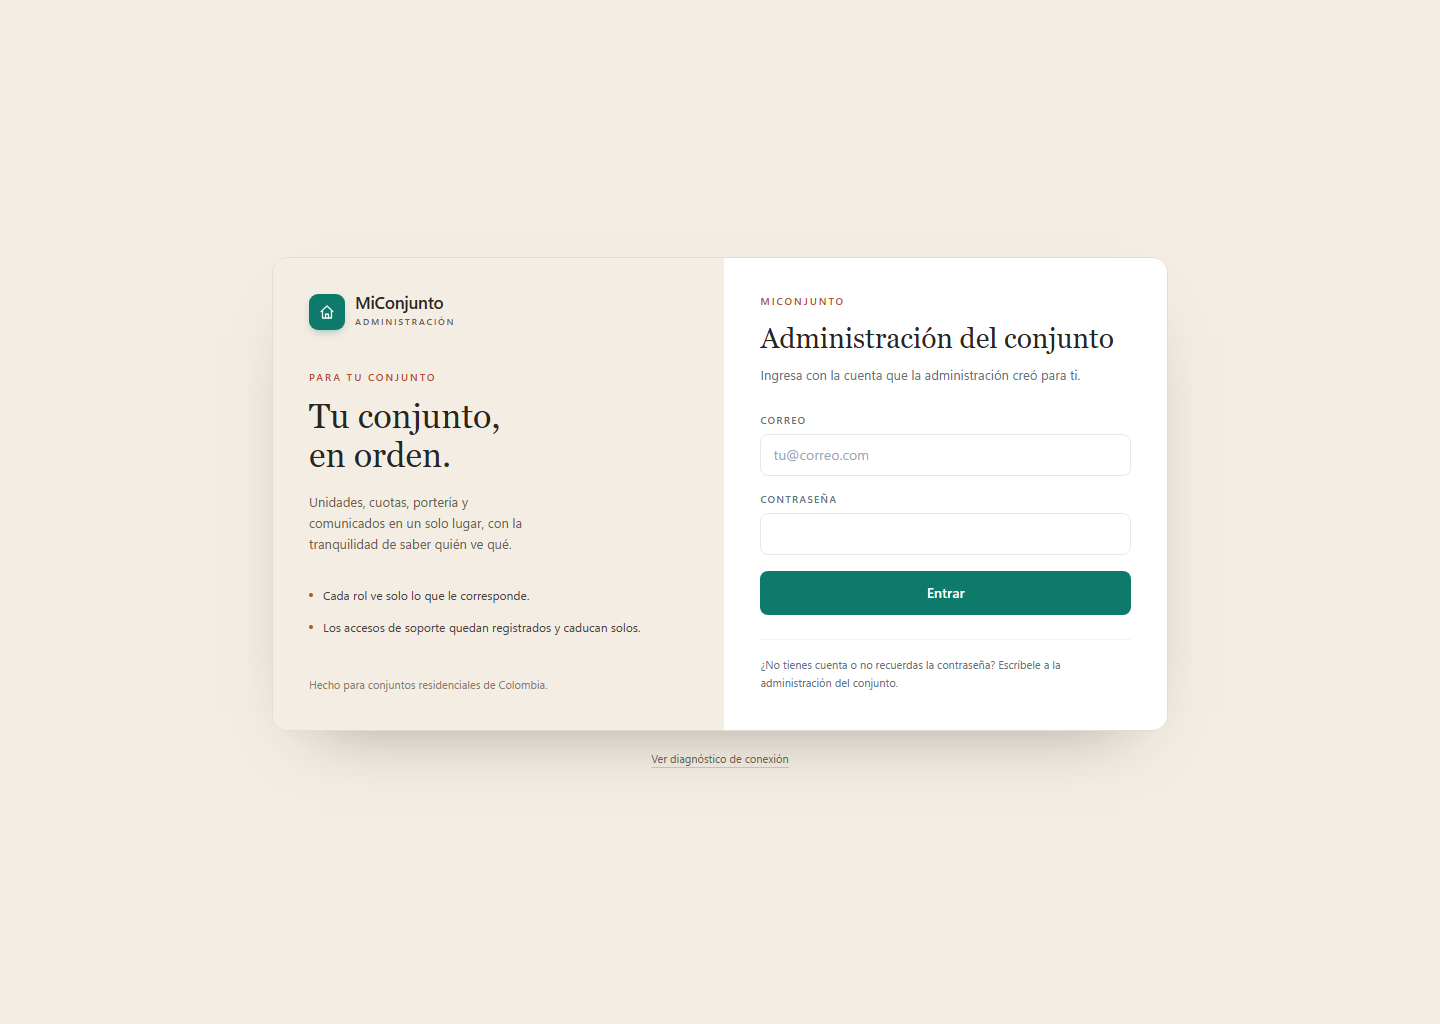 MiConjunto
ADMINISTRACIÓN
PARA TU CONJUNTO
Tu conjunto,
en orden.
Unidades, cuotas, portería y
comunicados en un solo lugar, con la
tranquilidad de saber quién ve qué.
Cada rol ve solo lo que le corresponde.
Los accesos de soporte quedan registrados y caducan solos.
Hecho para conjuntos residenciales de Colombia.
MICONJUNTO
Administración del conjunto
Ingresa con la cuenta que la administración creó para ti.
CORREO
tu@correo.com
CONTRASEÑA
Entrar
¿No tienes cuenta o no recuerdas la contraseña? Escríbele a la
administración del conjunto.
Ver diagnóstico de conexión